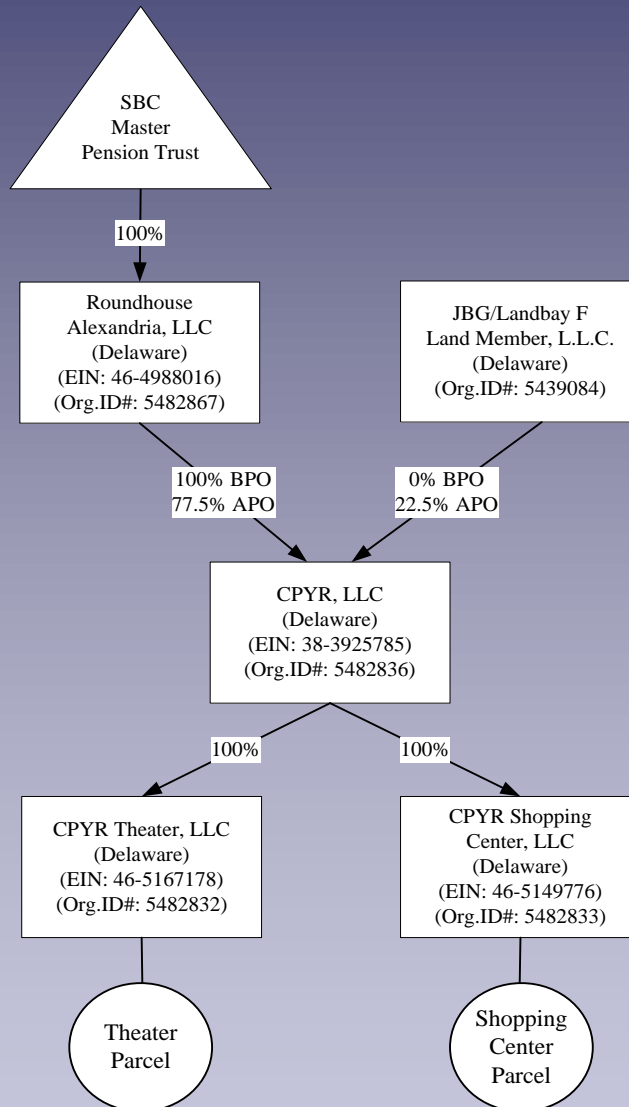 SBC
Master
Pension Trust
100%
Roundhouse
Alexandria, LLC
(Delaware)
(EIN: 46-4988016)
(Org.ID#: 5482867)
JBG/Landbay F
Land Member, L.L.C.
(Delaware)
(Org.ID#: 5439084)
100% BPO
77.5% APO
0% BPO
22.5% APO
CPYR, LLC
(Delaware)
(EIN: 38-3925785)
(Org.ID#: 5482836)
100%
100%
CPYR Theater, LLC
(Delaware)
(EIN: 46-5167178)
(Org.ID#: 5482832)
CPYR Shopping
Center, LLC
(Delaware)
(EIN: 46-5149776)
(Org.ID#: 5482833)
Theater
Parcel
Shopping
Center
Parcel